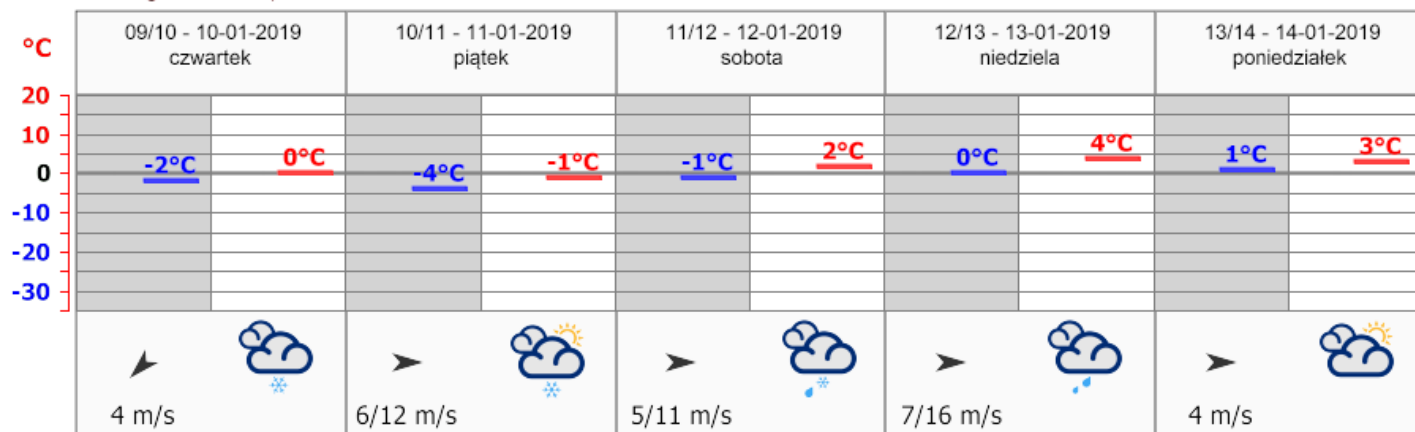 °C
09/10 - 10-01-2019
czwartek
10/11 - 11-01-2019
piątek
11/12 - 12-01-2019
sobota
12/13 - 13-01-2019
niedziela
13/14 - 14-01-2019
poniedziałek
20
10
0
-10
-20
-30
-2°C
0°C
-4°C
-1°C
-1°C
2°C
0°C
4°C
1°C
3°C
4 m/s
6/12 m/s
5/11 m/s
7/16 m/s
4 m/s